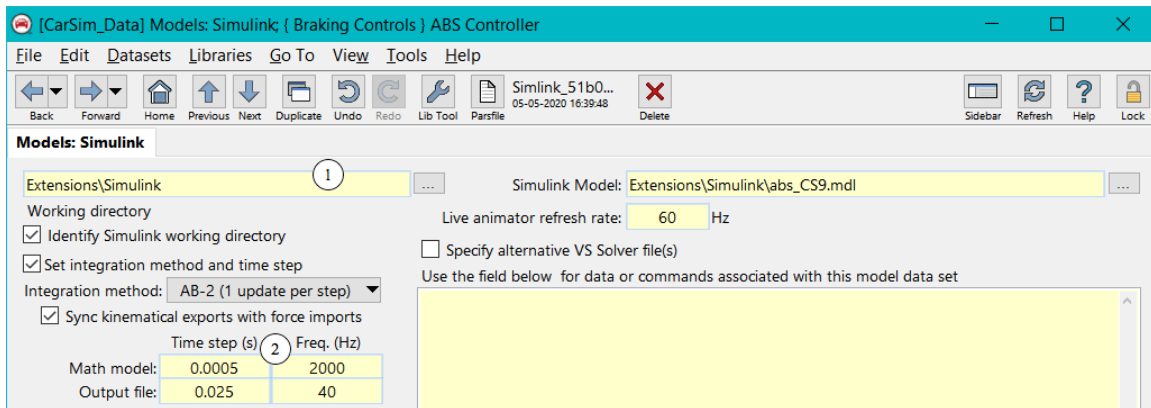 [CarSim_Data] Models: Simulink; { Braking Controls } ABS Controller
File Edit Datasets Libraries Go To View Tools Help
Simlink_51b0...
05-05-2020 16:39:48
Back Forward Home Previous Next Duplicate Undo Redo Lib Tool Parsfile Delete Sidebar Refresh Help Lock
Models: Simulink
Extensions\Simulink 1 ... Simulink Model: Extensions\Simulink\abs_CS9.mdl ...
Working directory Live animator refresh rate: 60 Hz
Identify Simulink working directory
Specify alternative VS Solver file(s)
Set integration method and time step
Use the field below for data or commands associated with this model data set
Integration method: AB-2 (1 update per step)
Sync kinematical exports with force imports
Time step (s) 2 Freq. (Hz)
Math model: 0.0005 2000
Output file: 0.025 40